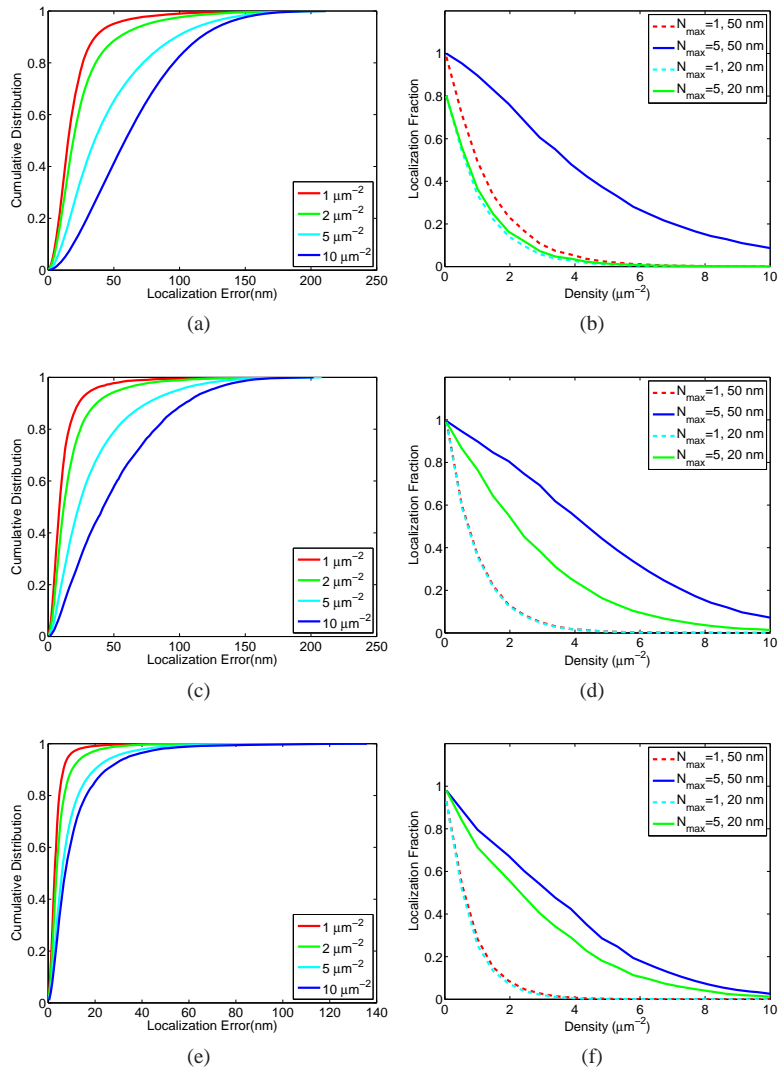 1
0.8
0.6
0.4
0.2
0
0 50 100 150 200 250
Cumulative Distribution
Localization Error(nm)
1 μm⁻²
2 μm⁻²
5 μm⁻²
10 μm⁻²
(a)
1
0.8
0.6
0.4
0.2
0
0 2 4 6 8 10
Localization Fraction
Density (μm⁻²)
N_max=1, 50 nm
N_max=5, 50 nm
N_max=1, 20 nm
N_max=5, 20 nm
(b)
1
0.8
0.6
0.4
0.2
0
0 50 100 150 200 250
Cumulative Distribution
Localization Error(nm)
1 μm⁻²
2 μm⁻²
5 μm⁻²
10 μm⁻²
(c)
1
0.8
0.6
0.4
0.2
0
0 2 4 6 8 10
Localization Fraction
Density (μm⁻²)
N_max=1, 50 nm
N_max=5, 50 nm
N_max=1, 20 nm
N_max=5, 20 nm
(d)
1
0.8
0.6
0.4
0.2
0
0 20 40 60 80 100 120 140
Cumulative Distribution
Localization Error(nm)
1 μm⁻²
2 μm⁻²
5 μm⁻²
10 μm⁻²
(e)
1
0.8
0.6
0.4
0.2
0
0 2 4 6 8 10
Localization Fraction
Density (μm⁻²)
N_max=1, 50 nm
N_max=5, 50 nm
N_max=1, 20 nm
N_max=5, 20 nm
(f)